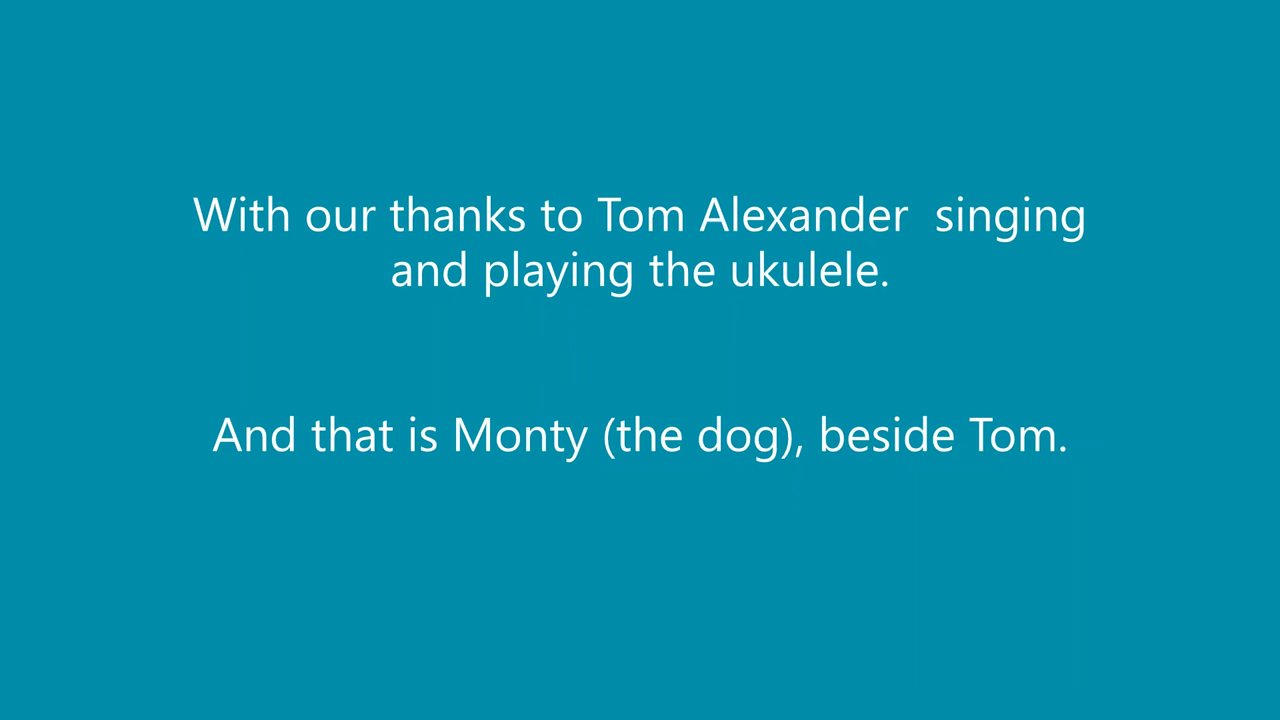 With our thanks to Tom Alexander  singing
and playing the ukulele.
And that is Monty (the dog), beside Tom.